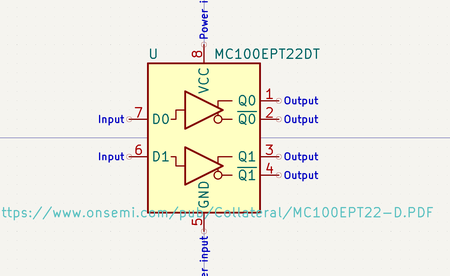 Power i
8
U MC100EPT22DT
VCC
Q0 1 Output
Input 7 D0 Q0 2 Output
Input 6 D1 Q1 3 Output
Q1 4 Output
GND
ttps://www.onsemi.com/pub/Collateral/MC100EPT22-D.PDF
5
er input